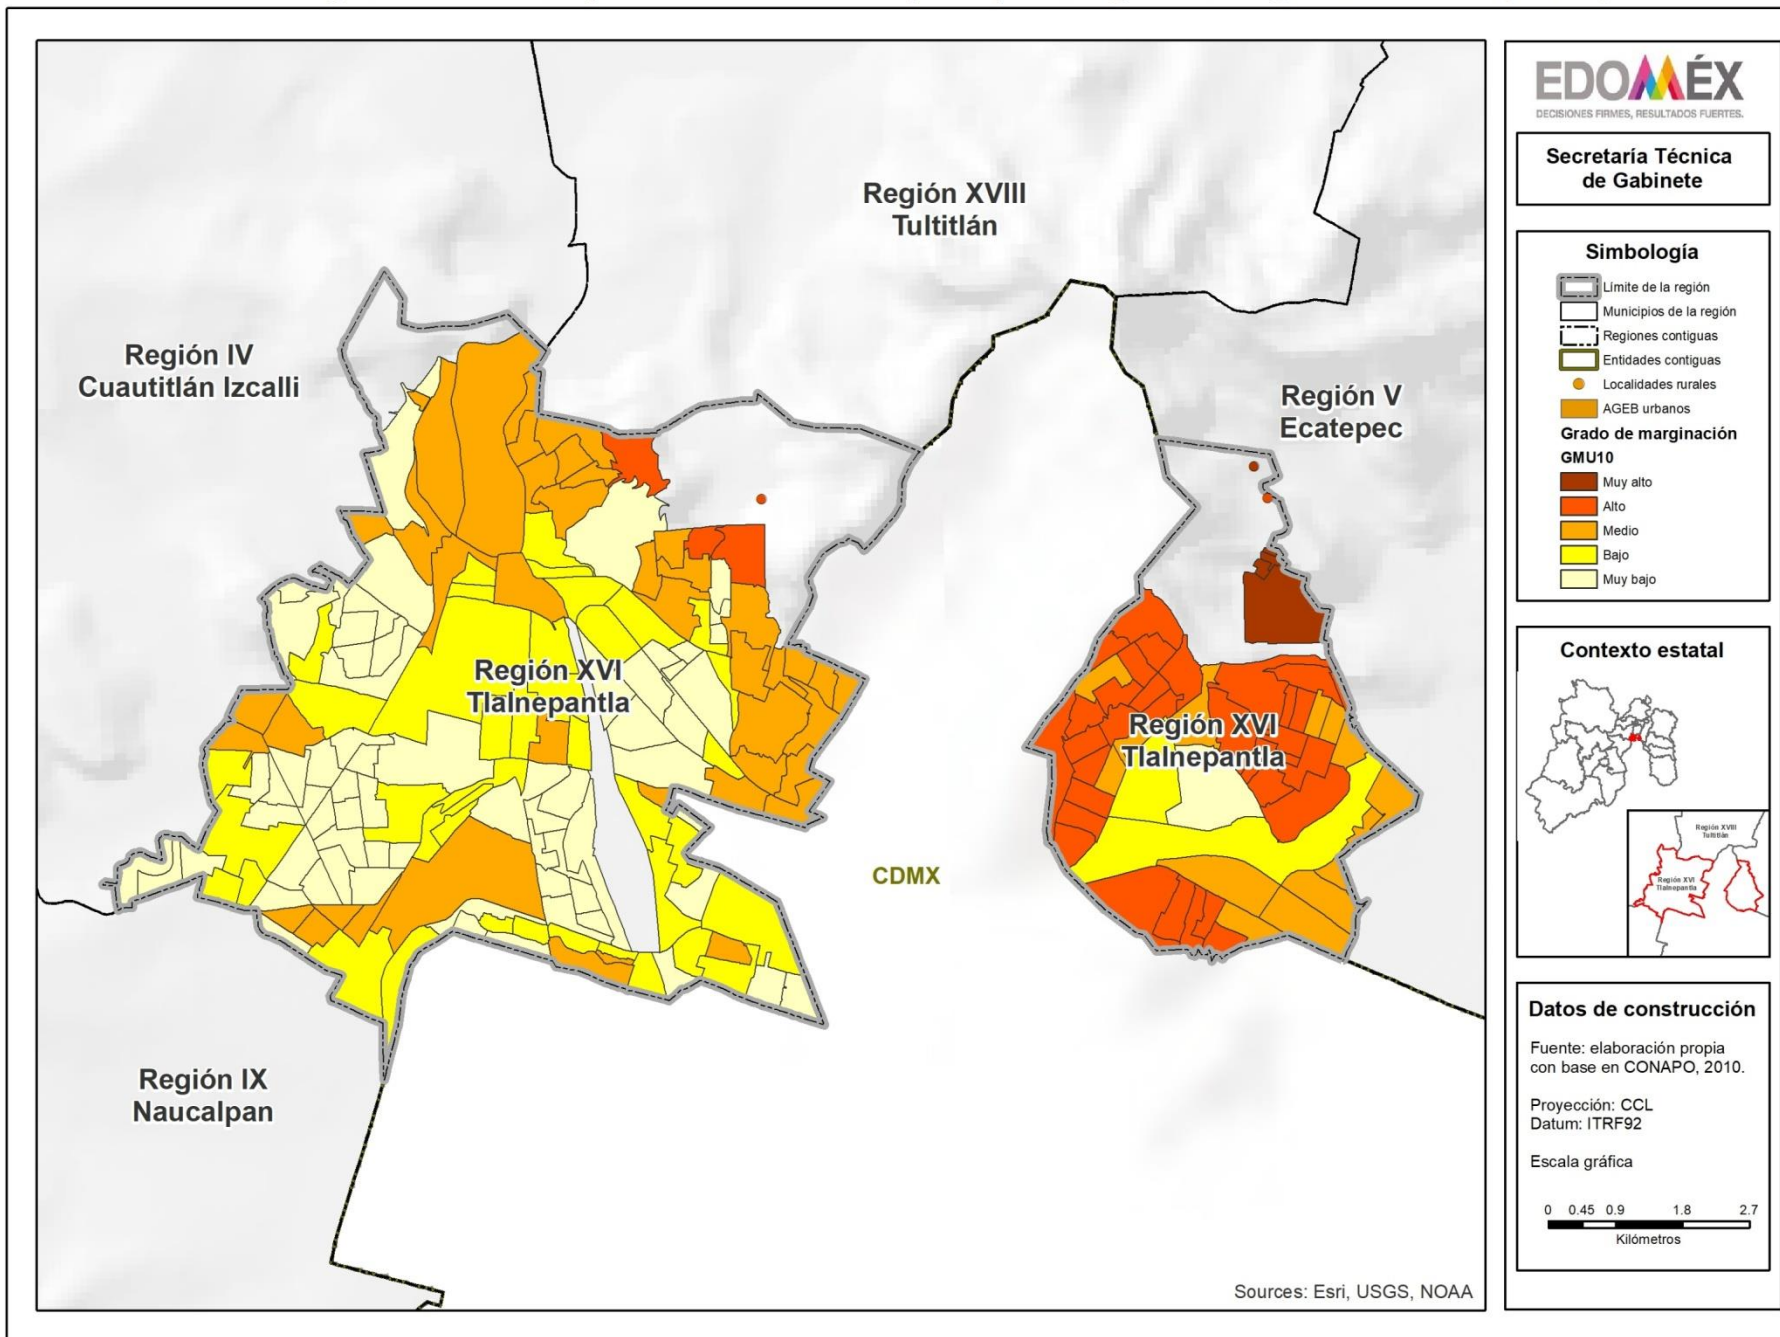 Región XVIII
Tultitlán
Región IV
Cuautitlán Izcalli
Región V
Ecatepec
Región XVI
Tlalnepantla
Región XVI
Tlalnepantla
CDMX
Región IX
Naucalpan
Sources: Esri, USGS, NOAA
EDOMÉX
DECISIONES FIRMES, RESULTADOS FUERTES.
Secretaría Técnica
de Gabinete
Simbología
Límite de la región
Municipios de la región
Regiones contiguas
Entidades contiguas
Localidades rurales
AGEB urbanos
Grado de marginación
GMU10
Muy alto
Alto
Medio
Bajo
Muy bajo
Contexto estatal
Región XVIII
Tultitlán
Región XVI
Tlalnepantla
Datos de construcción
Fuente: elaboración propia
con base en CONAPO, 2010.
Proyección: CCL
Datum: ITRF92
Escala gráfica
0 0.45 0.9 1.8 2.7
Kilómetros